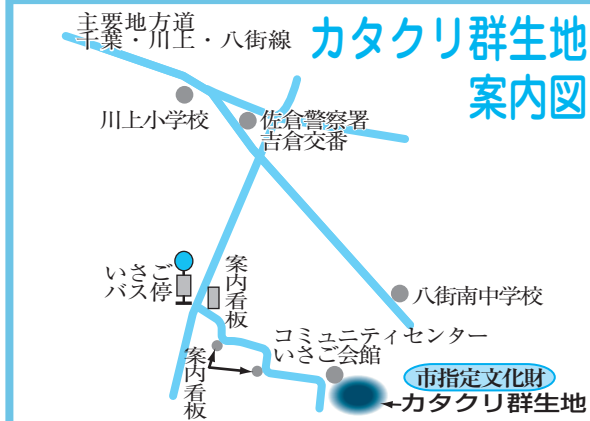 カタクリ群生地
案内図
主要地方道
千葉・川上・八街線
川上小学校
佐倉警察署
吉倉交番
いさご
バス停
案内看板
八街南中学校
コミュニティセンター
いさご会館
案内看板
市指定文化財
カタクリ群生地